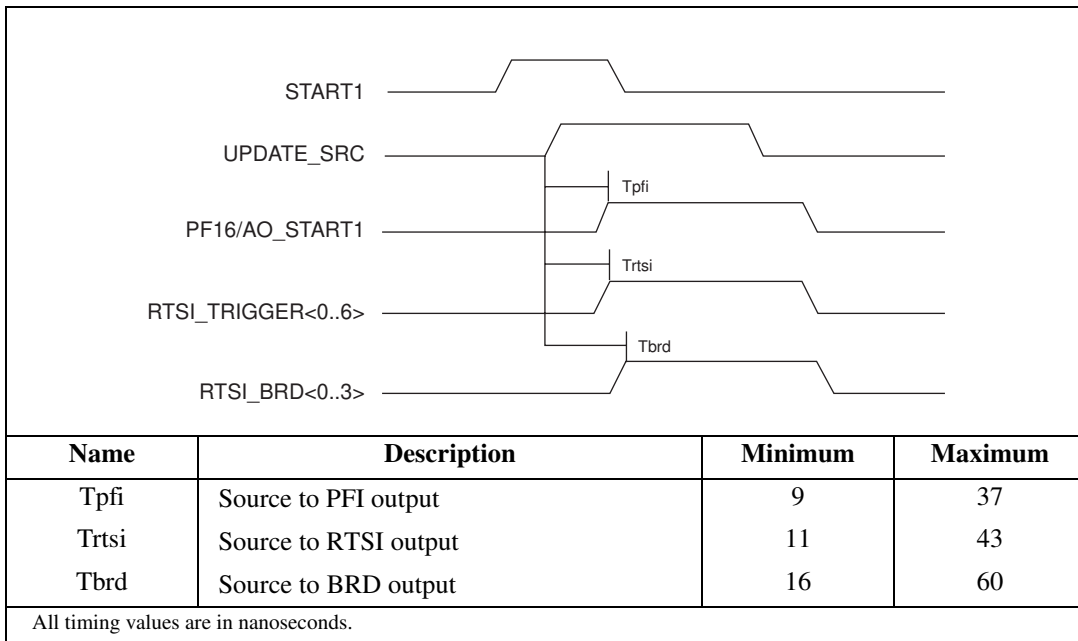 START1
UPDATE_SRC
Tpfi
PF16/AO_START1
Trtsi
RTSI_TRIGGER<0..6>
Tbrd
RTSI_BRD<0..3>
Name Description Minimum Maximum
Tpfi Source to PFI output 9 37
Trtsi Source to RTSI output 11 43
Tbrd Source to BRD output 16 60
All timing values are in nanoseconds.